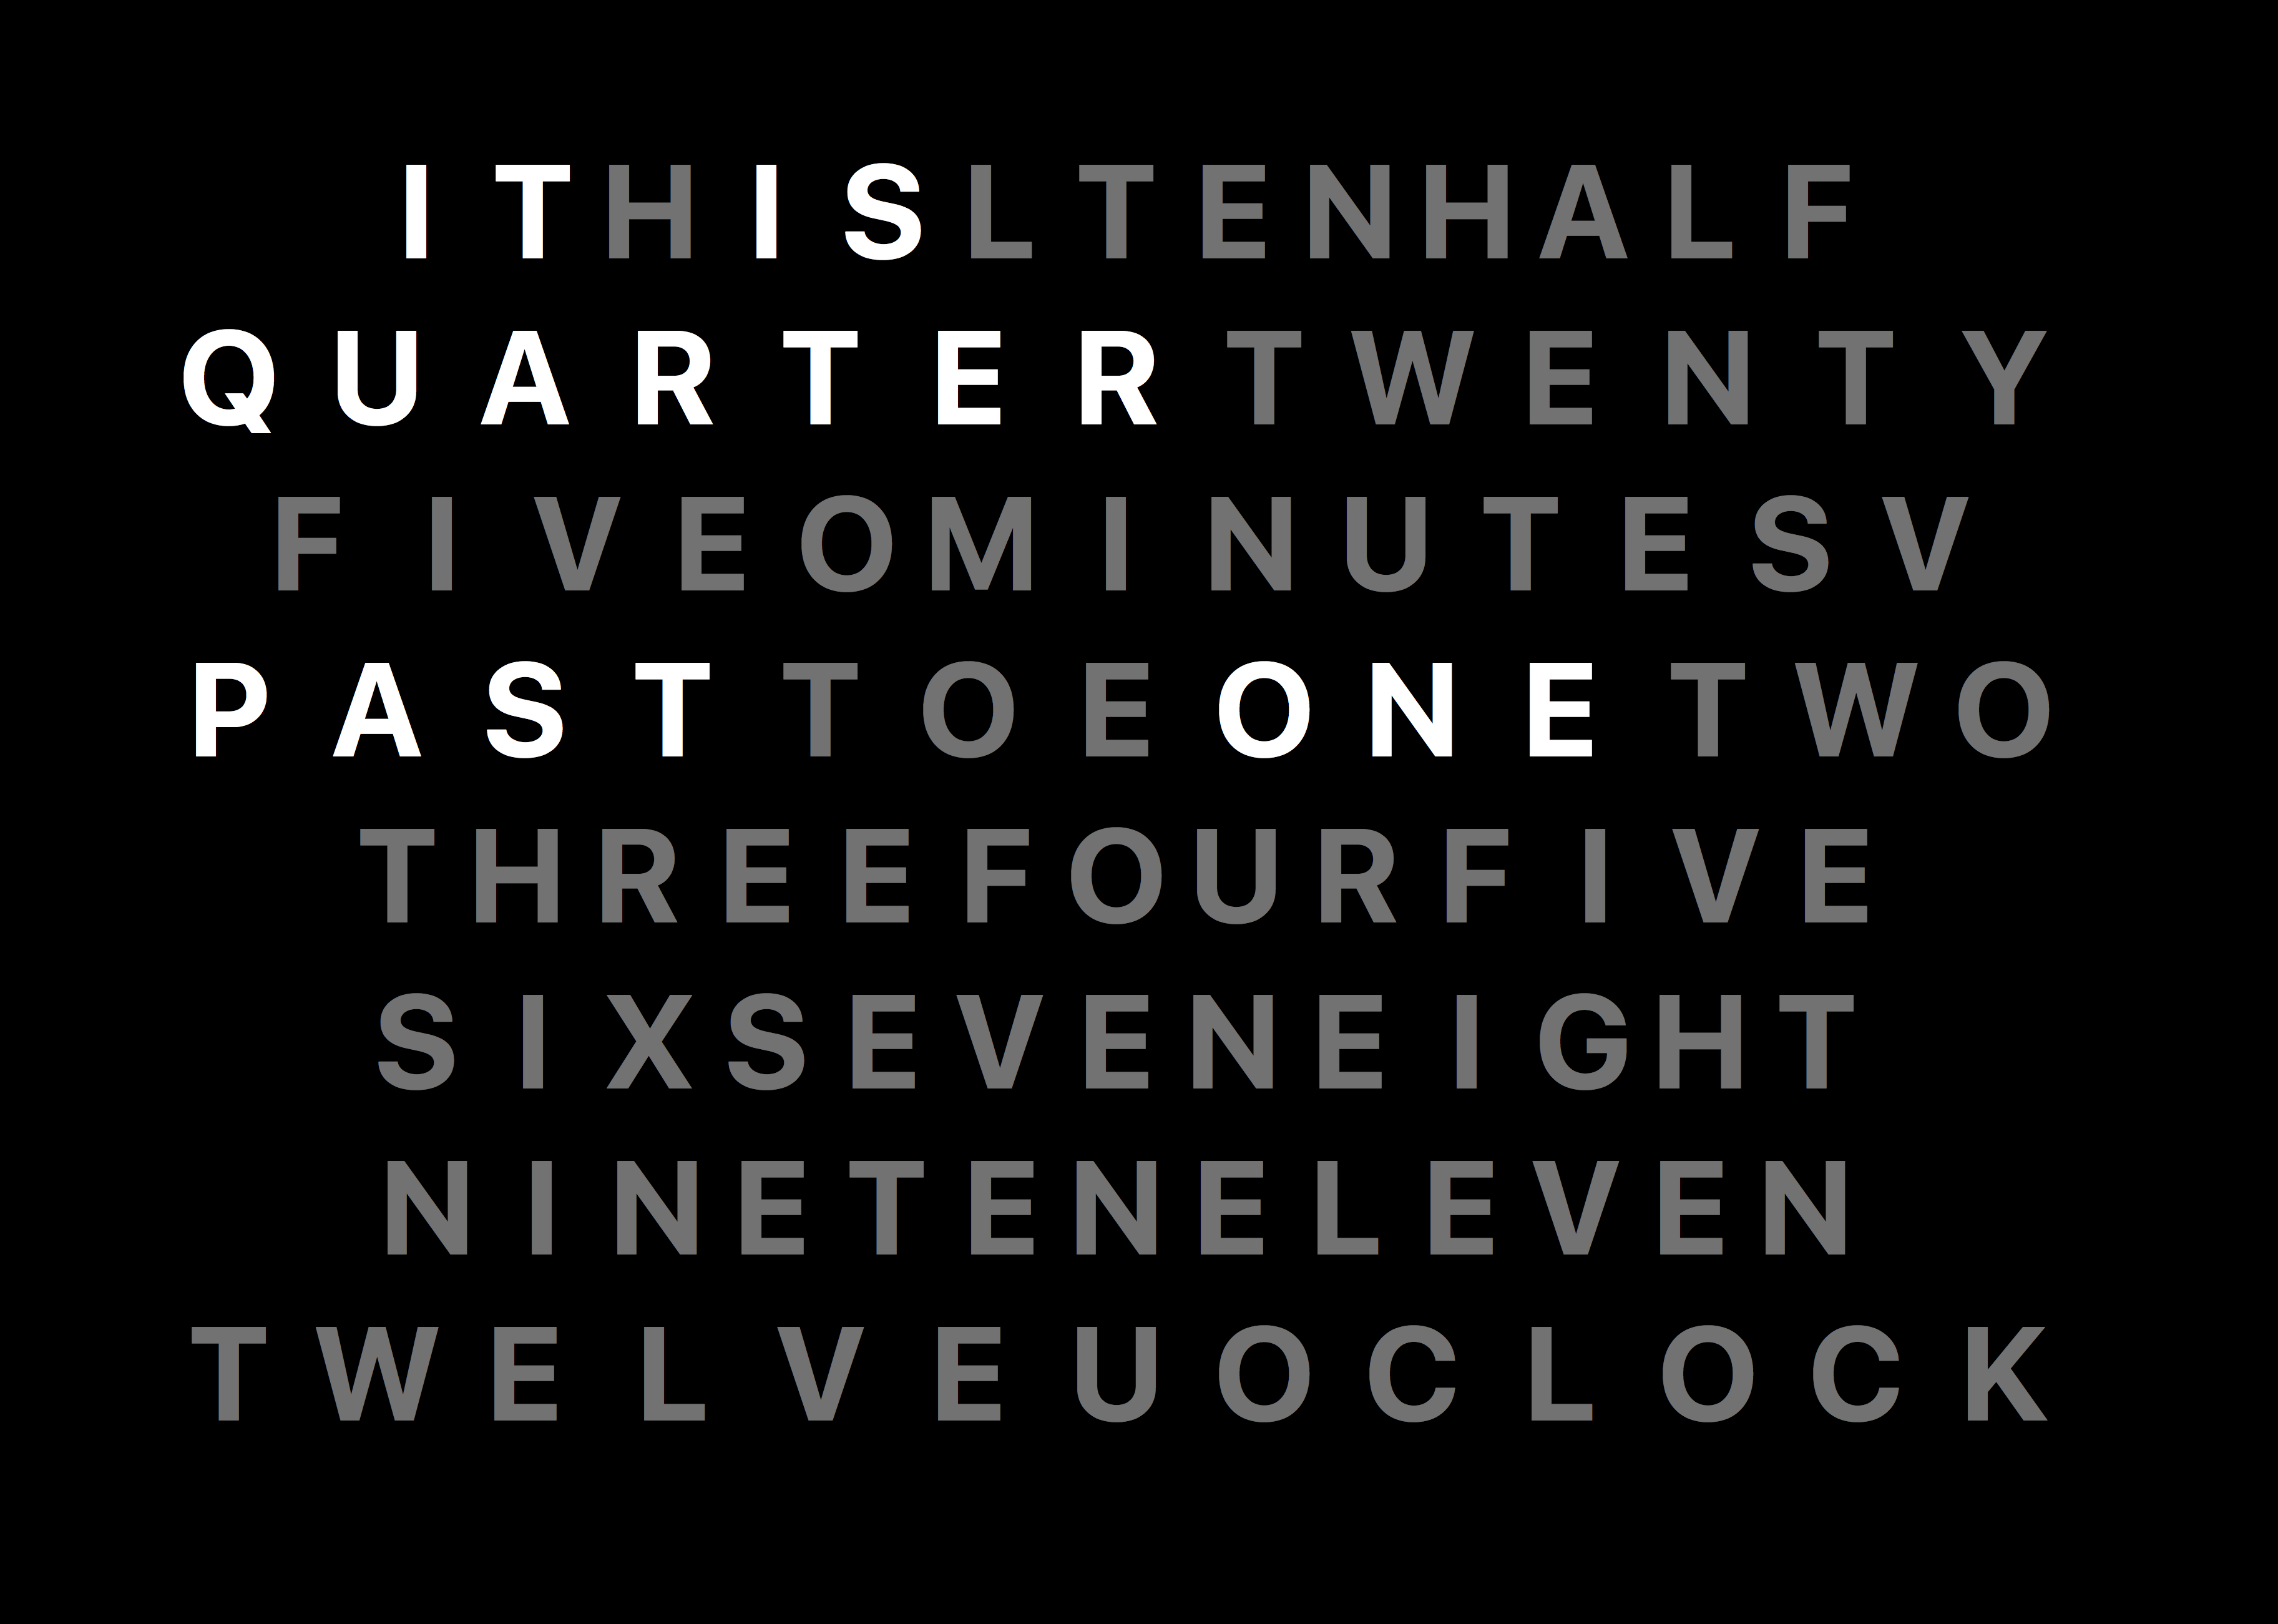 ITHISLTENHALF
QUARTERTWENTY
FIVEOMINUTESV
PASTTOEONETWO
THREEFOURFIVE
SIXSEVENEIGHT
NINETENELEVEN
TWELVEUOCLOCK